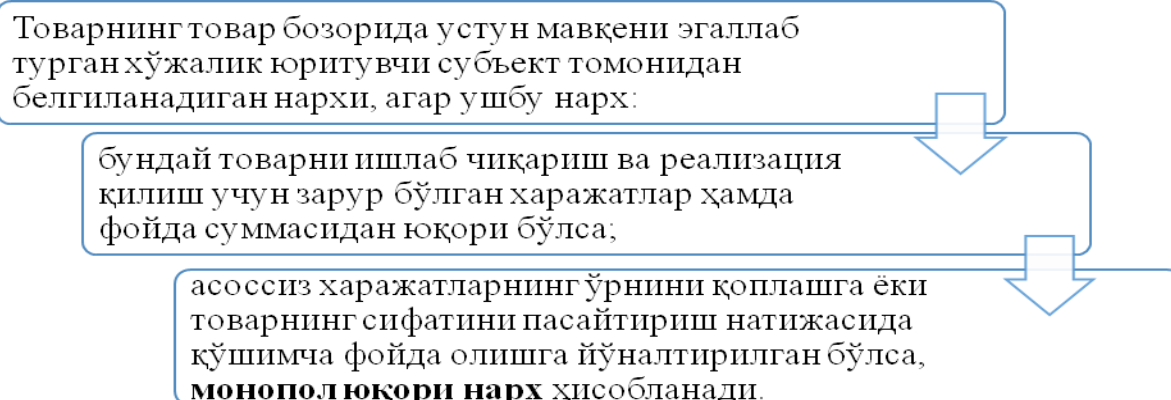 Товарнинг товар бозорида устун мавқени эгаллаб
турган хўжалик юритувчи субъект томонидан
белгиланадиган нархи, агар ушбу нарх:
бундай товарни ишлаб чиқариш ва реализация
қилиш учун зарур бўлган харажатлар ҳамда
фойда суммасидан юқори бўлса;
асоссиз харажатларнинг ўрнини қоплашга ёки
товарнинг сифатини пасайтириш натижасида
қўшимча фойда олишга йўналтирилган бўлса,
монопол юқори нарх ҳисобланади.